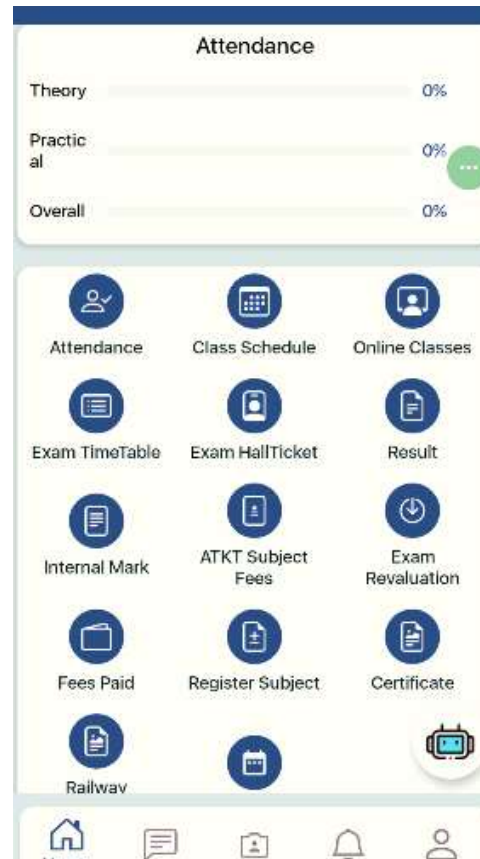 Attendance
Theory 0%
Practic
al 0%
Overall 0%
Attendance Class Schedule Online Classes
Exam TimeTable Exam HallTicket Result
Internal Mark ATKT Subject
Fees Exam
Revaluation
Fees Paid Register Subject Certificate
Railway